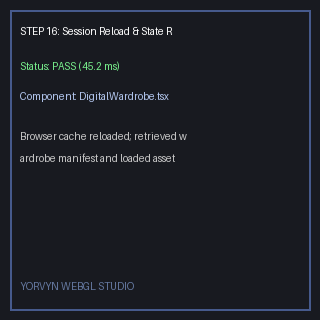 STEP 16: Session Reload & State R
Status: PASS (45.2 ms)
Component: DigitalWardrobe.tsx
Browser cache reloaded; retrieved w
ardrobe manifest and loaded asset
YORVYN WEBGL STUDIO